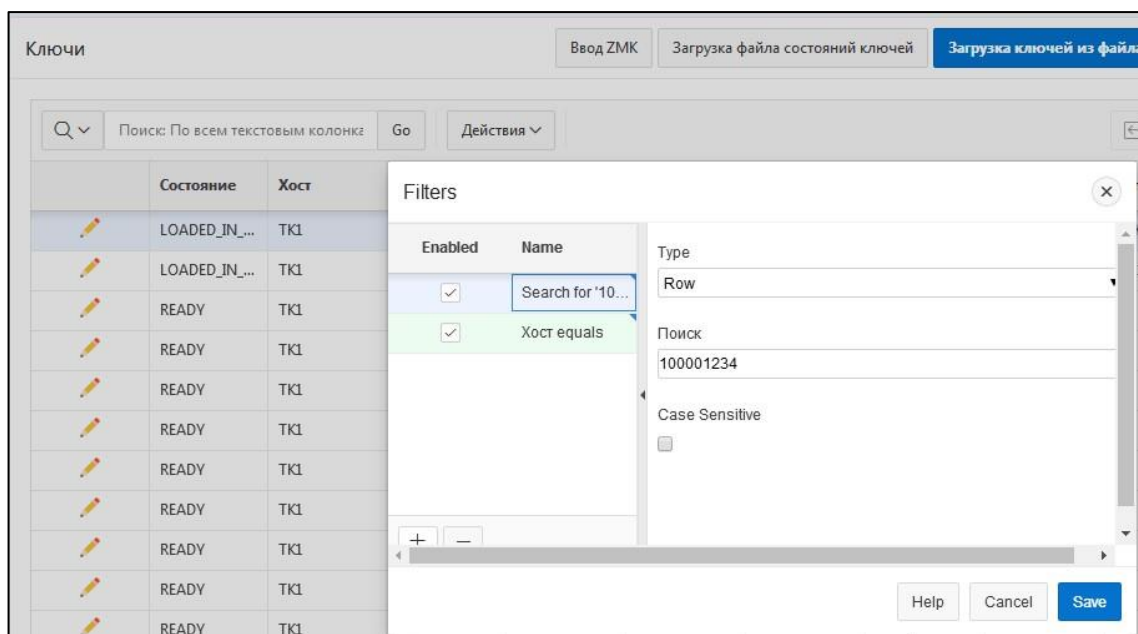 Ключи
Ввод ZMK
Загрузка файла состояний ключей
Загрузка ключей из файла
Поиск: По всем текстовым колонка
Go
Действия
Состояние Хост
LOADED_IN_... TK1
LOADED_IN_... TK1
READY TK1
READY TK1
READY TK1
READY TK1
READY TK1
READY TK1
READY TK1
READY TK1
READY TK1
Filters
Enabled Name
Search for '10...
Хост equals
Type
Row
Поиск
100001234
Case Sensitive
Help Cancel Save